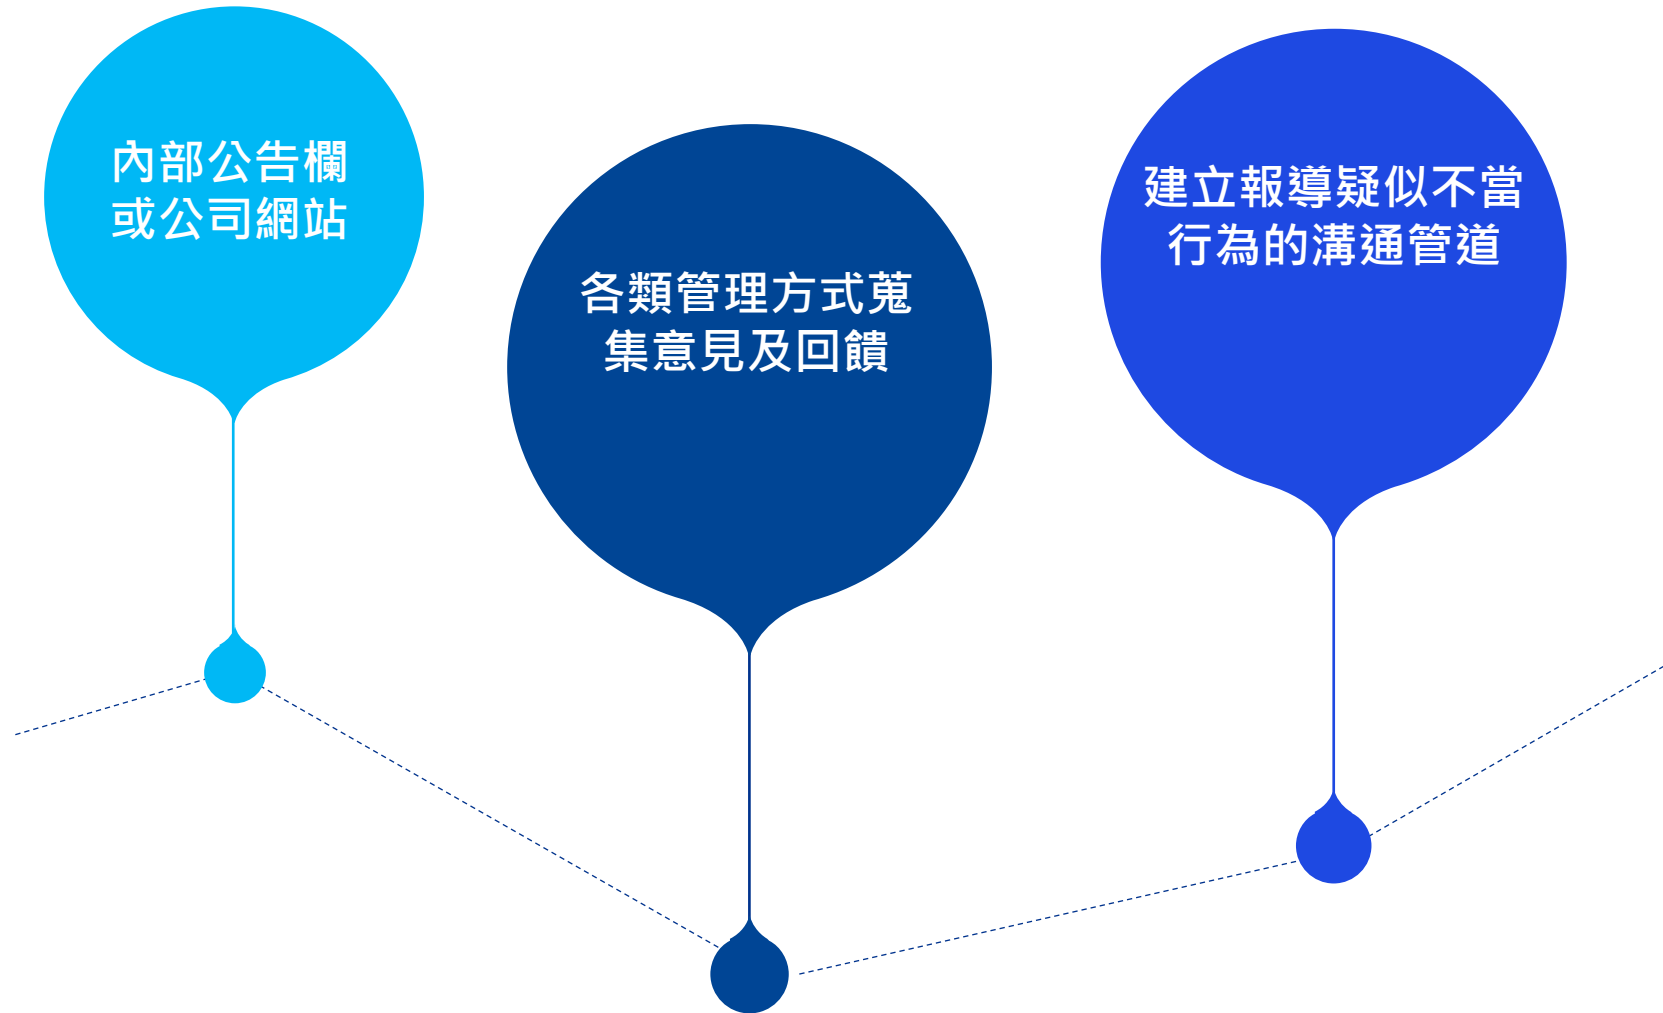 內部公告欄
或公司網站
各類管理方式蒐
集意見及回饋
建立報導疑似不當
行為的溝通管道